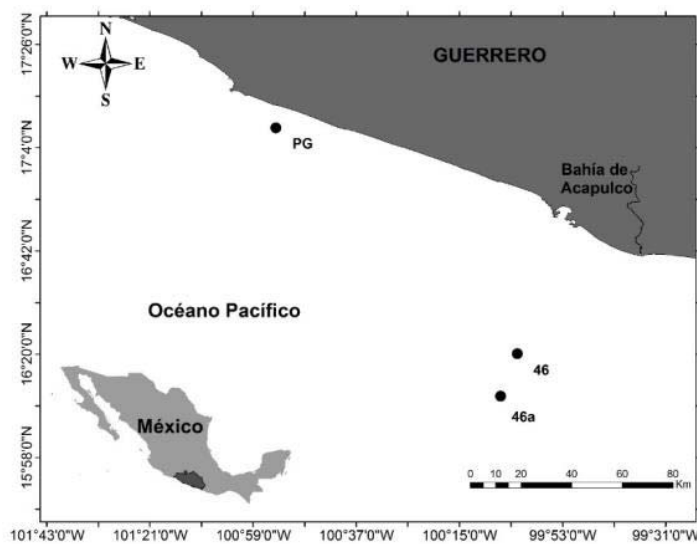 N
W E
S
GUERRERO
PG
Bahía de
Acapulco
Océano Pacífico
46
46a
México
0 10 20 40 60 80
Km
17°26'0"N
17°4'0"N
16°42'0"N
16°20'0"N
15°58'0"N
101°43'0"W 101°21'0"W 100°59'0"W 100°37'0"W 100°15'0"W 99°53'0"W 99°31'0"W